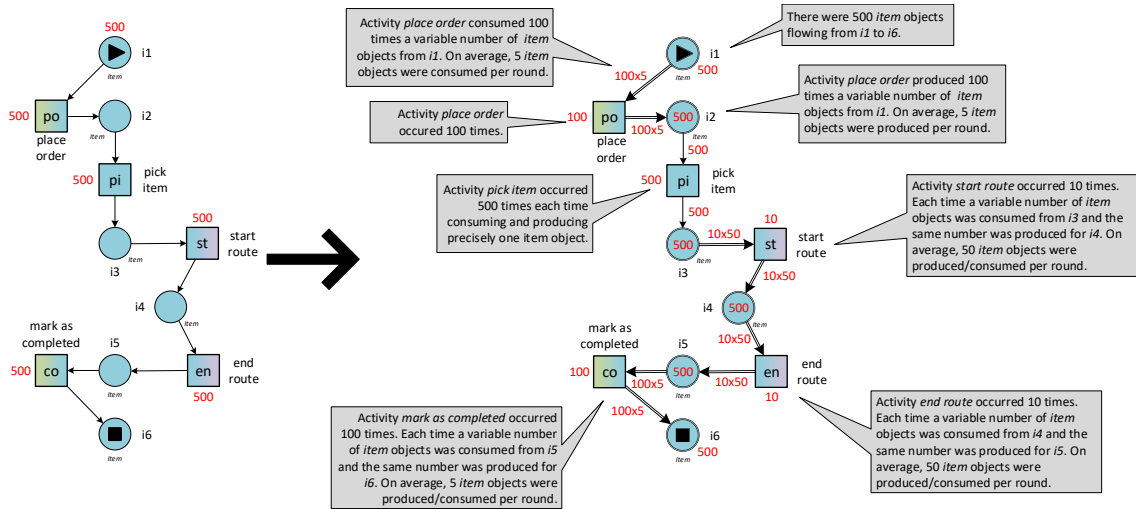 500
i1
Item
500
po
place
order
i2
Item
500
pi
pick
item
i3
Item
500
st
start
route
i4
Item
mark as
completed
500
co
i5
Item
en
500
end
route
i6
Item
Activity place order consumed 100
times a variable number of item
objects from i1. On average, 5 item
objects were consumed per round.
There were 500 item objects
flowing from i1 to i6.
i1
Item
500
100x5
Activity place order
occured 100 times.
100
po
place
order
100x5
500
i2
Item
Activity place order produced 100
times a variable number of item
objects from i1. On average, 5 item
objects were produced per round.
500
Activity pick item occurred
500 times each time
consuming and producing
precisely one item object.
500
pi
pick
item
500
500
i3
Item
10x50
10
st
start
route
Activity start route occurred 10 times.
Each time a variable number of item
objects was consumed from i3 and the
same number was produced for i4. On
average, 50 item objects were
produced/consumed per round.
10x50
i4
500
Item
10x50
mark as
completed
100
co
100x5
i5
500
Item
10x50
en
10
end
route
100x5
i6
Item
500
Activity mark as completed occurred
100 times. Each time a variable number
of item objects was consumed from i5
and the same number was produced for
i6. On average, 5 item objects were
produced/consumed per round.
Activity end route occurred 10 times.
Each time a variable number of item
objects was consumed from i4 and the
same number was produced for i5. On
average, 50 item objects were
produced/consumed per round.